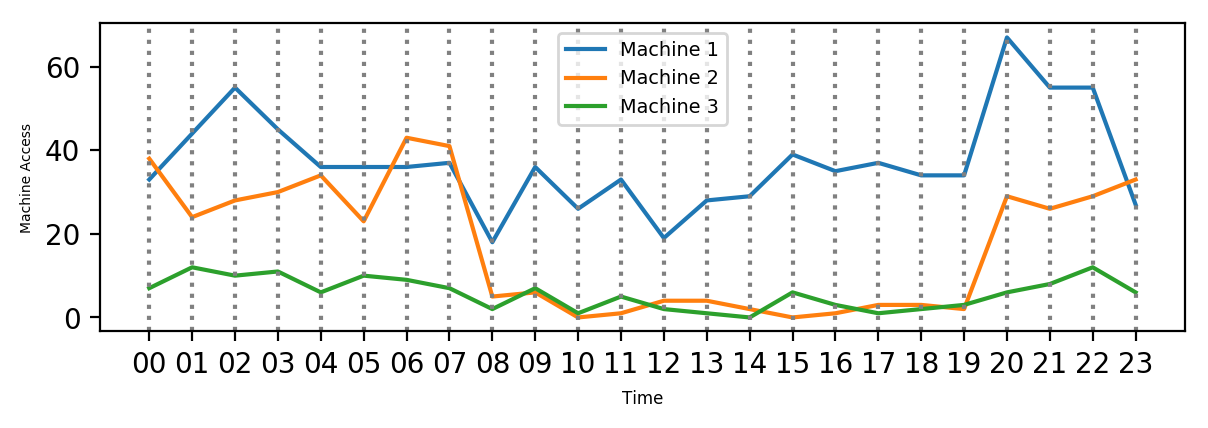 Machine Access
60
40
20
0
Machine 1
Machine 2
Machine 3
00 01 02 03 04 05 06 07 08 09 10 11 12 13 14 15 16 17 18 19 20 21 22 23
Time